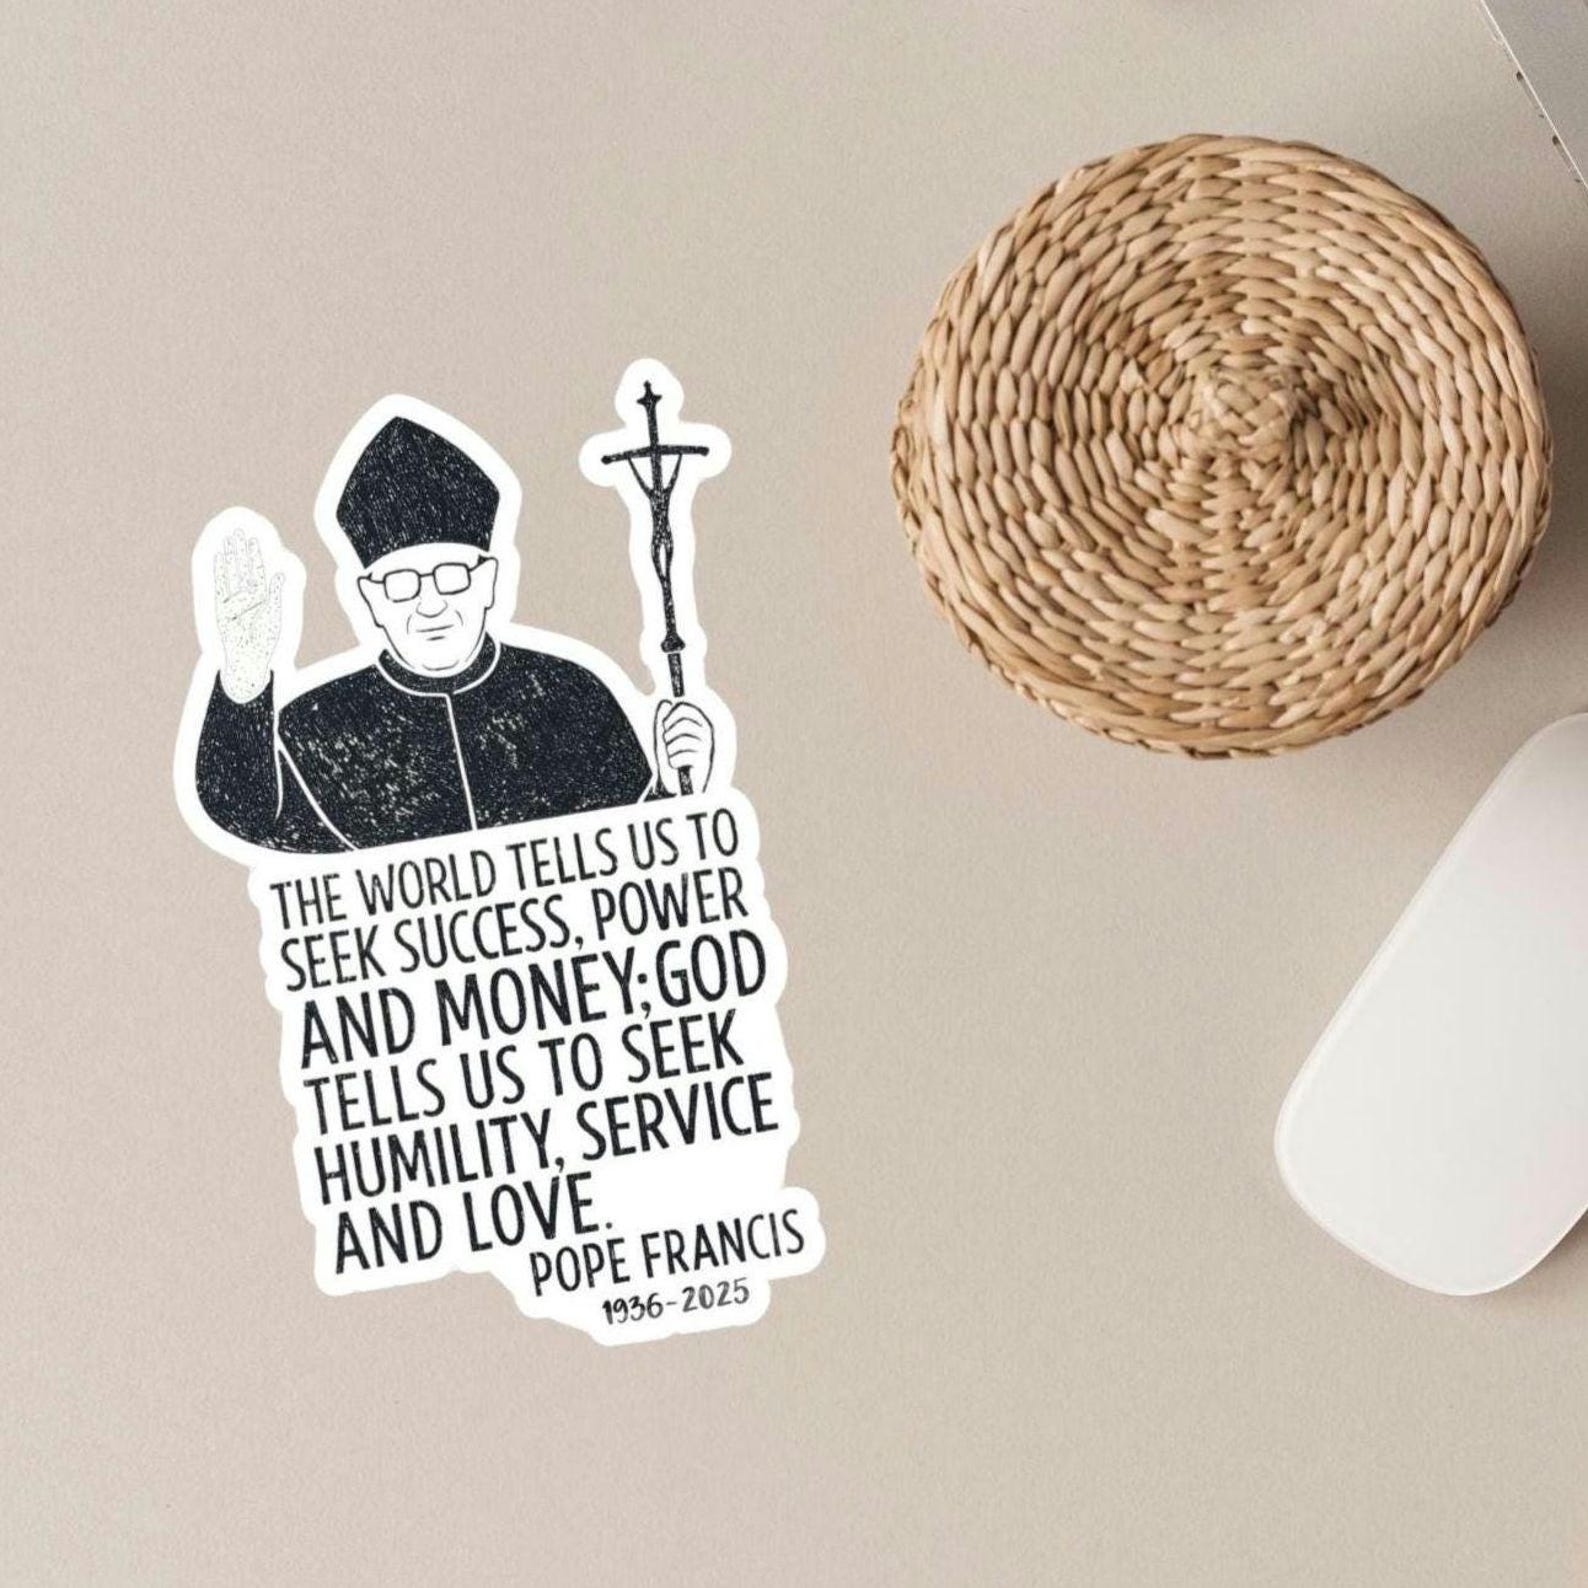 THE WORLD TELLS US TO
SEEK SUCCESS, POWER
AND MONEY;GOD
TELLS US TO SEEK
HUMILITY, SERVICE
AND LOVE.
POPE FRANCIS
1936-2025